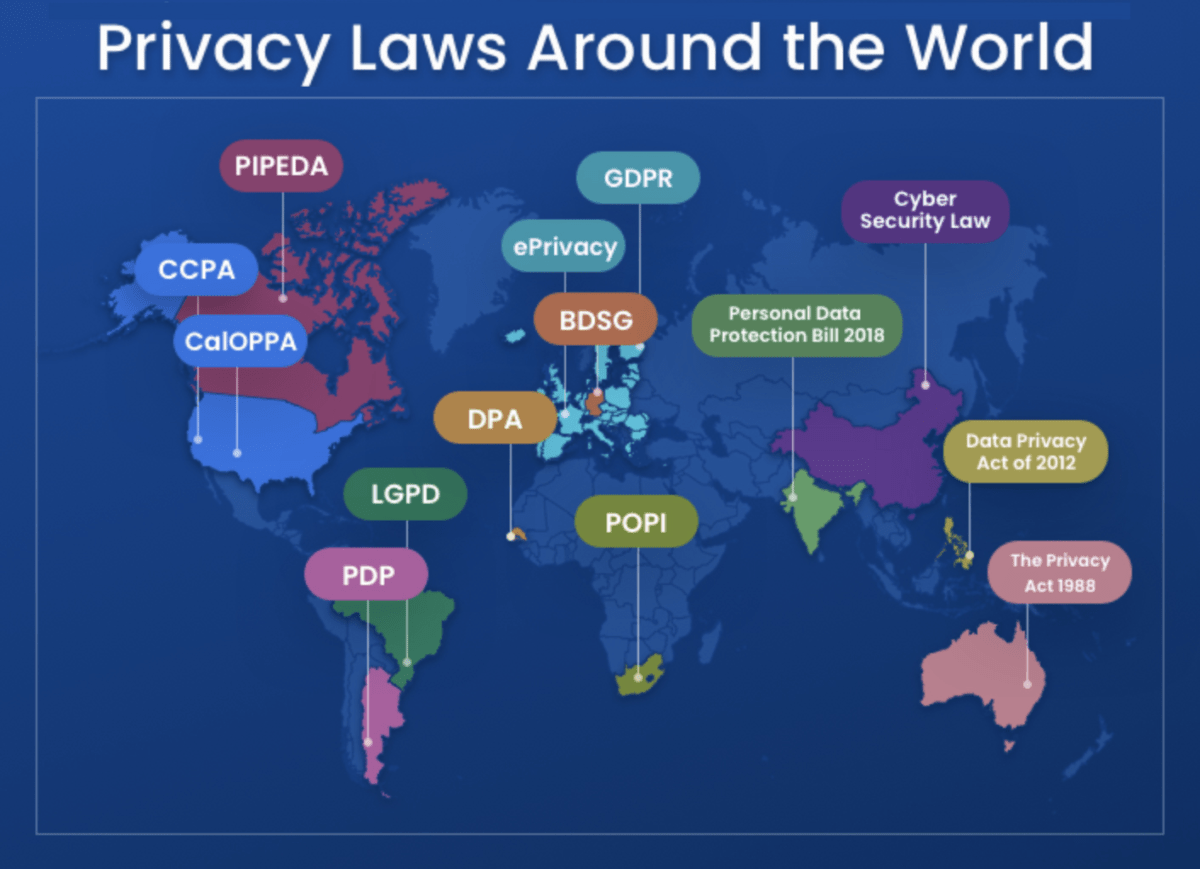 Privacy Laws Around the World
PIPEDA
GDPR
Cyber
Security Law
ePrivacy
CCPA
BDSG
Personal Data
Protection Bill 2018
CalOPPA
DPA
Data Privacy
Act of 2012
LGPD
POPI
The Privacy
Act 1988
PDP